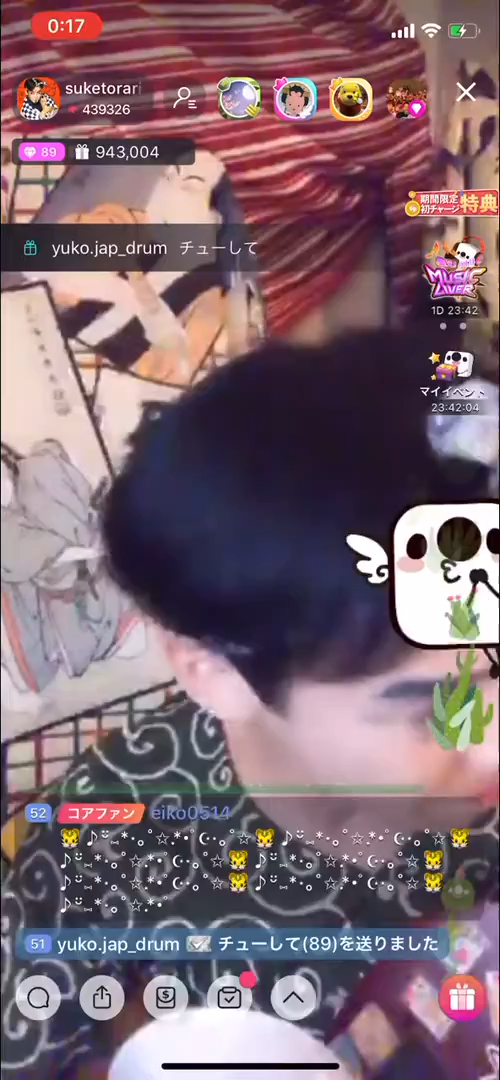 0:17
suketorari
439326
89 943,004
期間限定
初チャージ 特典
yuko.jap_drum チューして
MUSIC
LIVER
1D 23:42
マイイベント
23:42:04
52 コアファン eiko0514
🐯♪¨̮*･｡ﾟ☆.*･ﾟ☪･｡ﾟ☆🐯♪¨̮*･｡ﾟ☆.*･ﾟ☪･｡ﾟ☆🐯
♪¨̮*･｡ﾟ☆.*･ﾟ☪･｡ﾟ☆🐯♪¨̮*･｡ﾟ☆.*･ﾟ☪･｡ﾟ☆🐯
♪¨̮*･｡ﾟ☆.*･ﾟ☪･｡ﾟ☆🐯♪¨̮*･｡ﾟ☆.*･ﾟ☪･｡ﾟ☆🐯
♪¨̮*･｡ﾟ☆.*･ﾟ
51 yuko.jap_drum チューして(89)を送りました